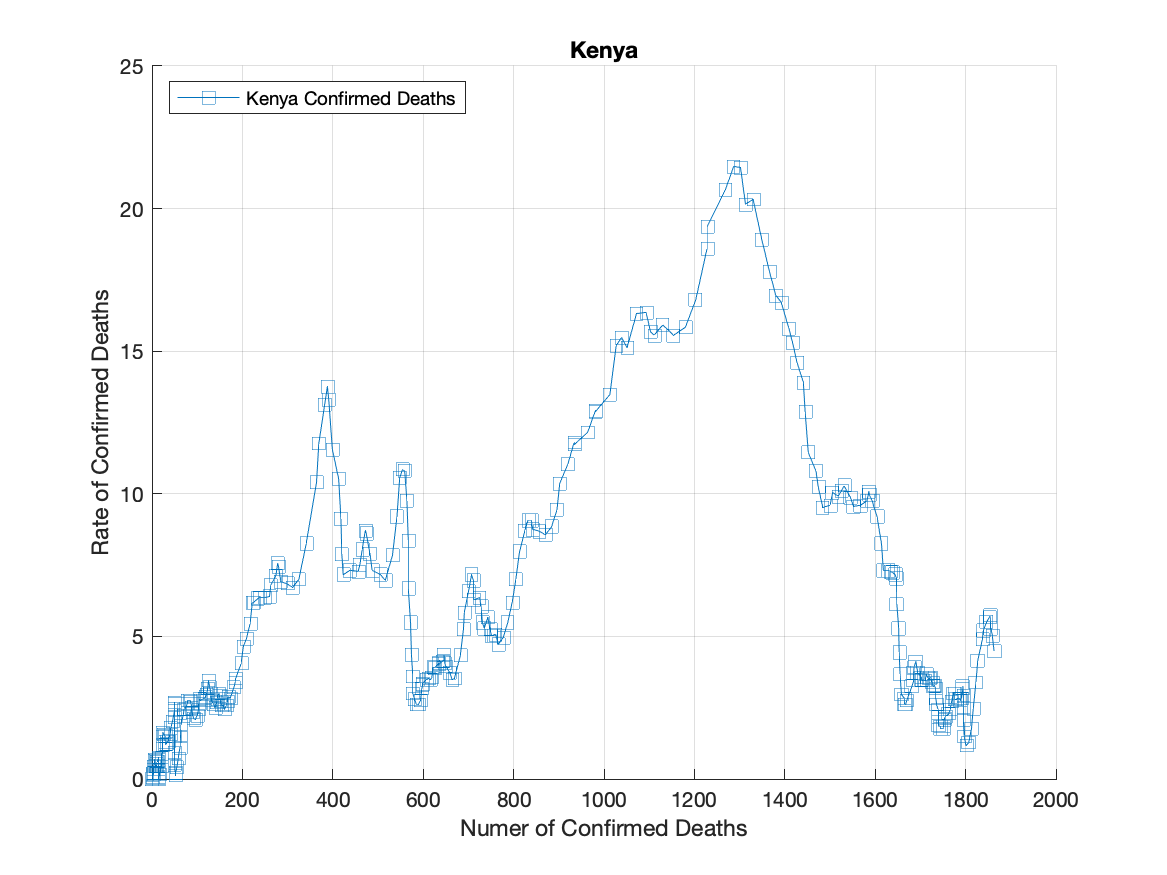 Kenya
Kenya Confirmed Deaths
25
20
15
10
5
0
Rate of Confirmed Deaths
0 200 400 600 800 1000 1200 1400 1600 1800 2000
Numer of Confirmed Deaths